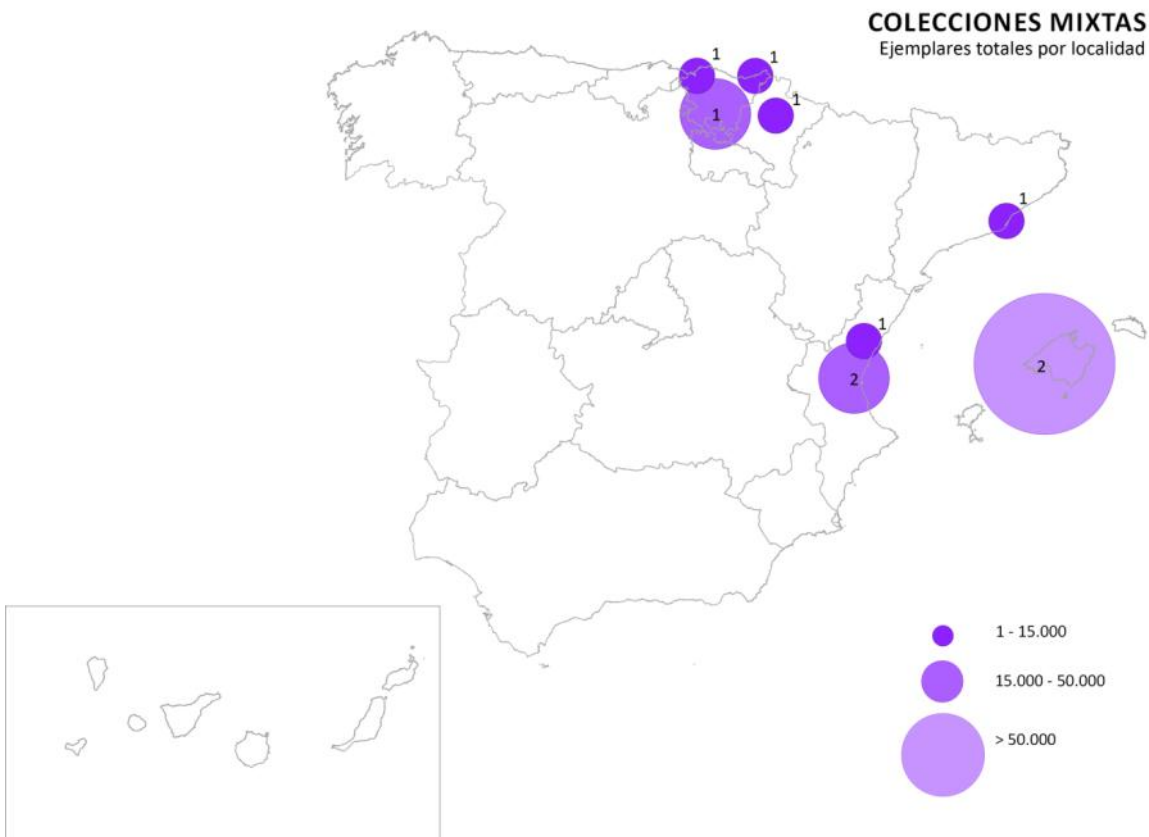 COLECCIONES MIXTAS
Ejemplares totales por localidad
1
1
1
1
1
1
2
2
1 - 15.000
15.000 - 50.000
> 50.000